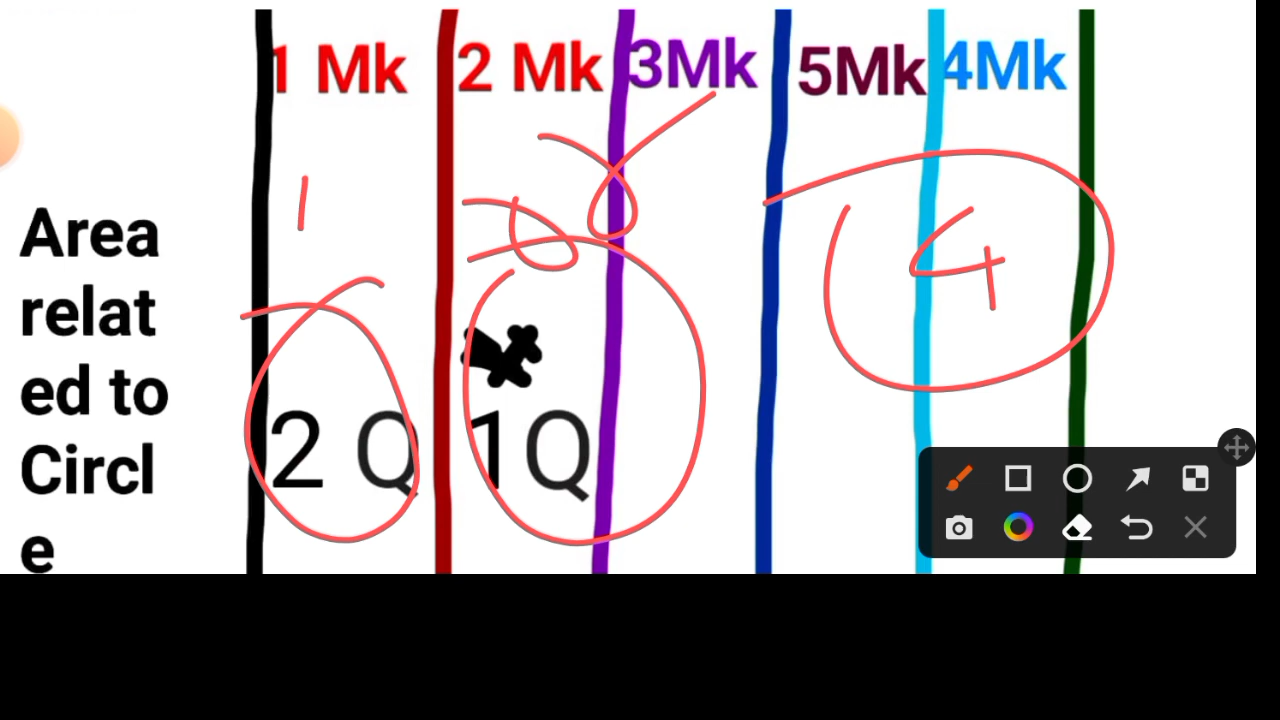 1 Mk 2 Mk 3Mk 5Mk 4Mk
1
4
Area
relat
ed to
Circl
e
2 Q 1Q